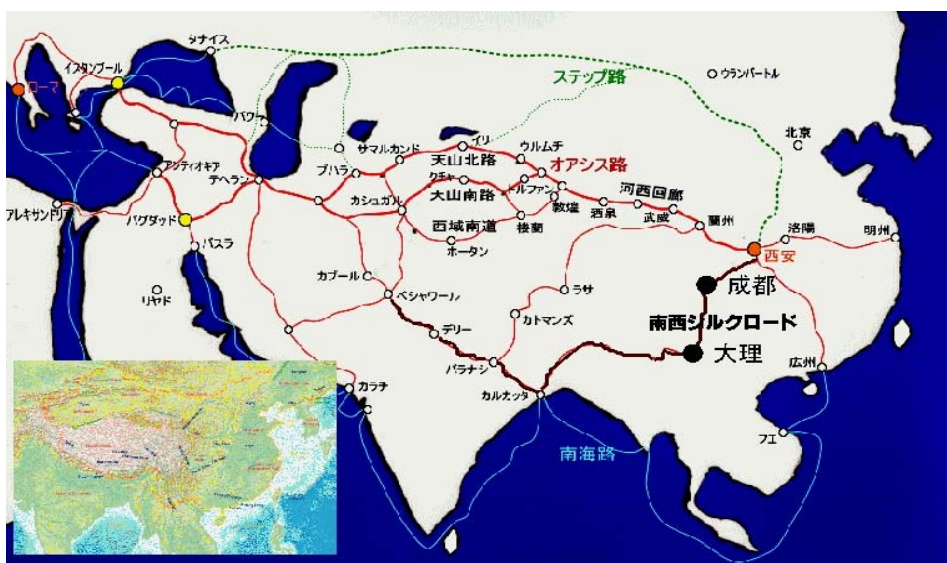 タナイス
イスタンブール
ステップ路
ウランバートル
ローマ
バクー
北京
サマルカンド
イリ
ウルムチ
天山北路
オアシス路
アンティオキア
ブハラ
テヘラン
クチャ
トルファン
天山南路
河西回廊
カシュガル
敦煌
酒泉
武威
アレキサンドリア
バグダッド
西域南道
楼蘭
蘭州
洛陽
明州
バスラ
ホータン
西安
カブール
ペシャワール
ラサ
成都
リヤド
カトマンズ
デリー
南西シルクロード
バラナシ
大理
広州
カラチ
カルカッタ
フエ
南海路